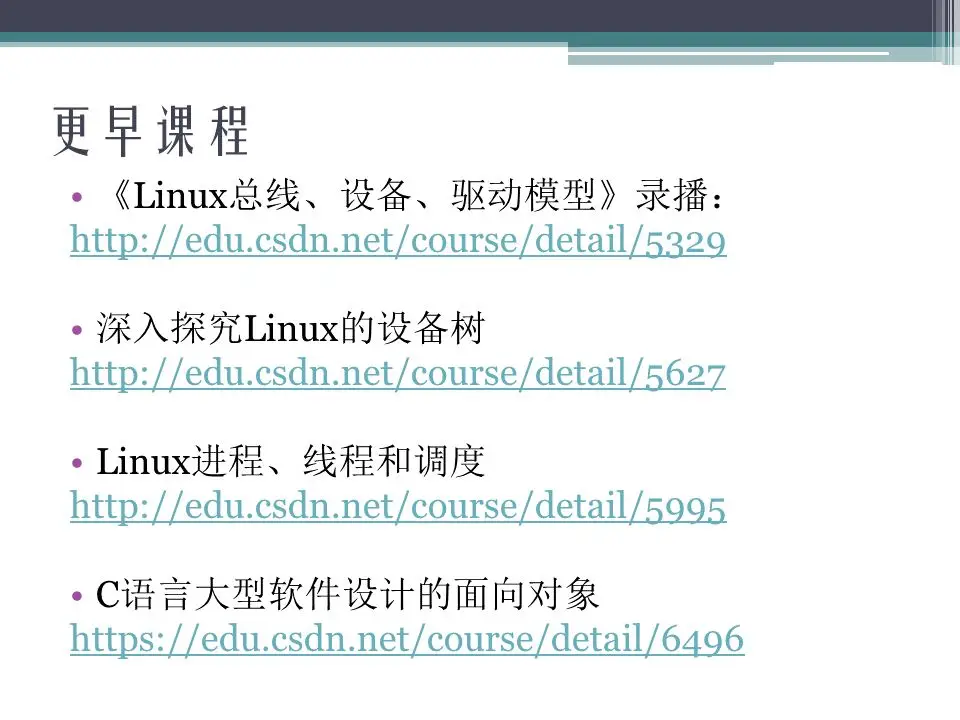 更早课程
• 《Linux总线、设备、驱动模型》录播：
http://edu.csdn.net/course/detail/5329
• 深入探究Linux的设备树
http://edu.csdn.net/course/detail/5627
• Linux进程、线程和调度
http://edu.csdn.net/course/detail/5995
• C语言大型软件设计的面向对象
https://edu.csdn.net/course/detail/6496